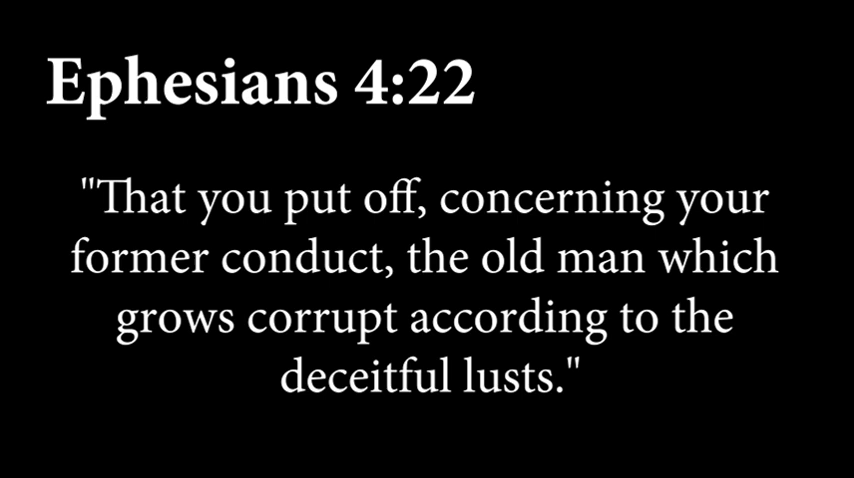 Ephesians 4:22
"That you put off, concerning your
former conduct, the old man which
grows corrupt according to the
deceitful lusts."